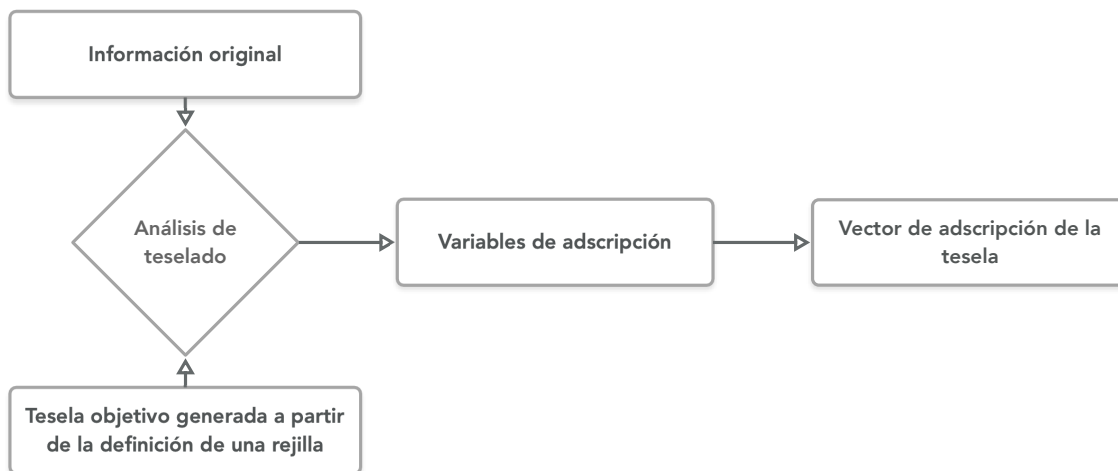 Información original
Análisis de
teselado
Variables de adscripción
Vector de adscripción de la
tesela
Tesela objetivo generada a partir
de la definición de una rejilla